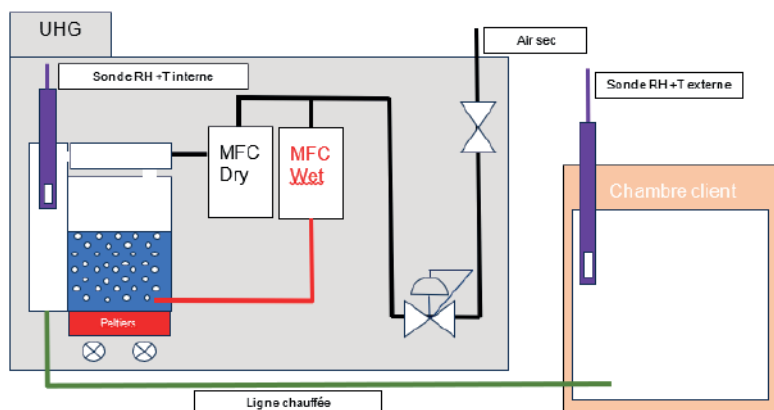 UHG
Air sec
Sonde RH +T interne
Sonde RH +T externe
MFC
Dry
MFC
Wet
Chambre client
Peltiers
Ligne chauffée